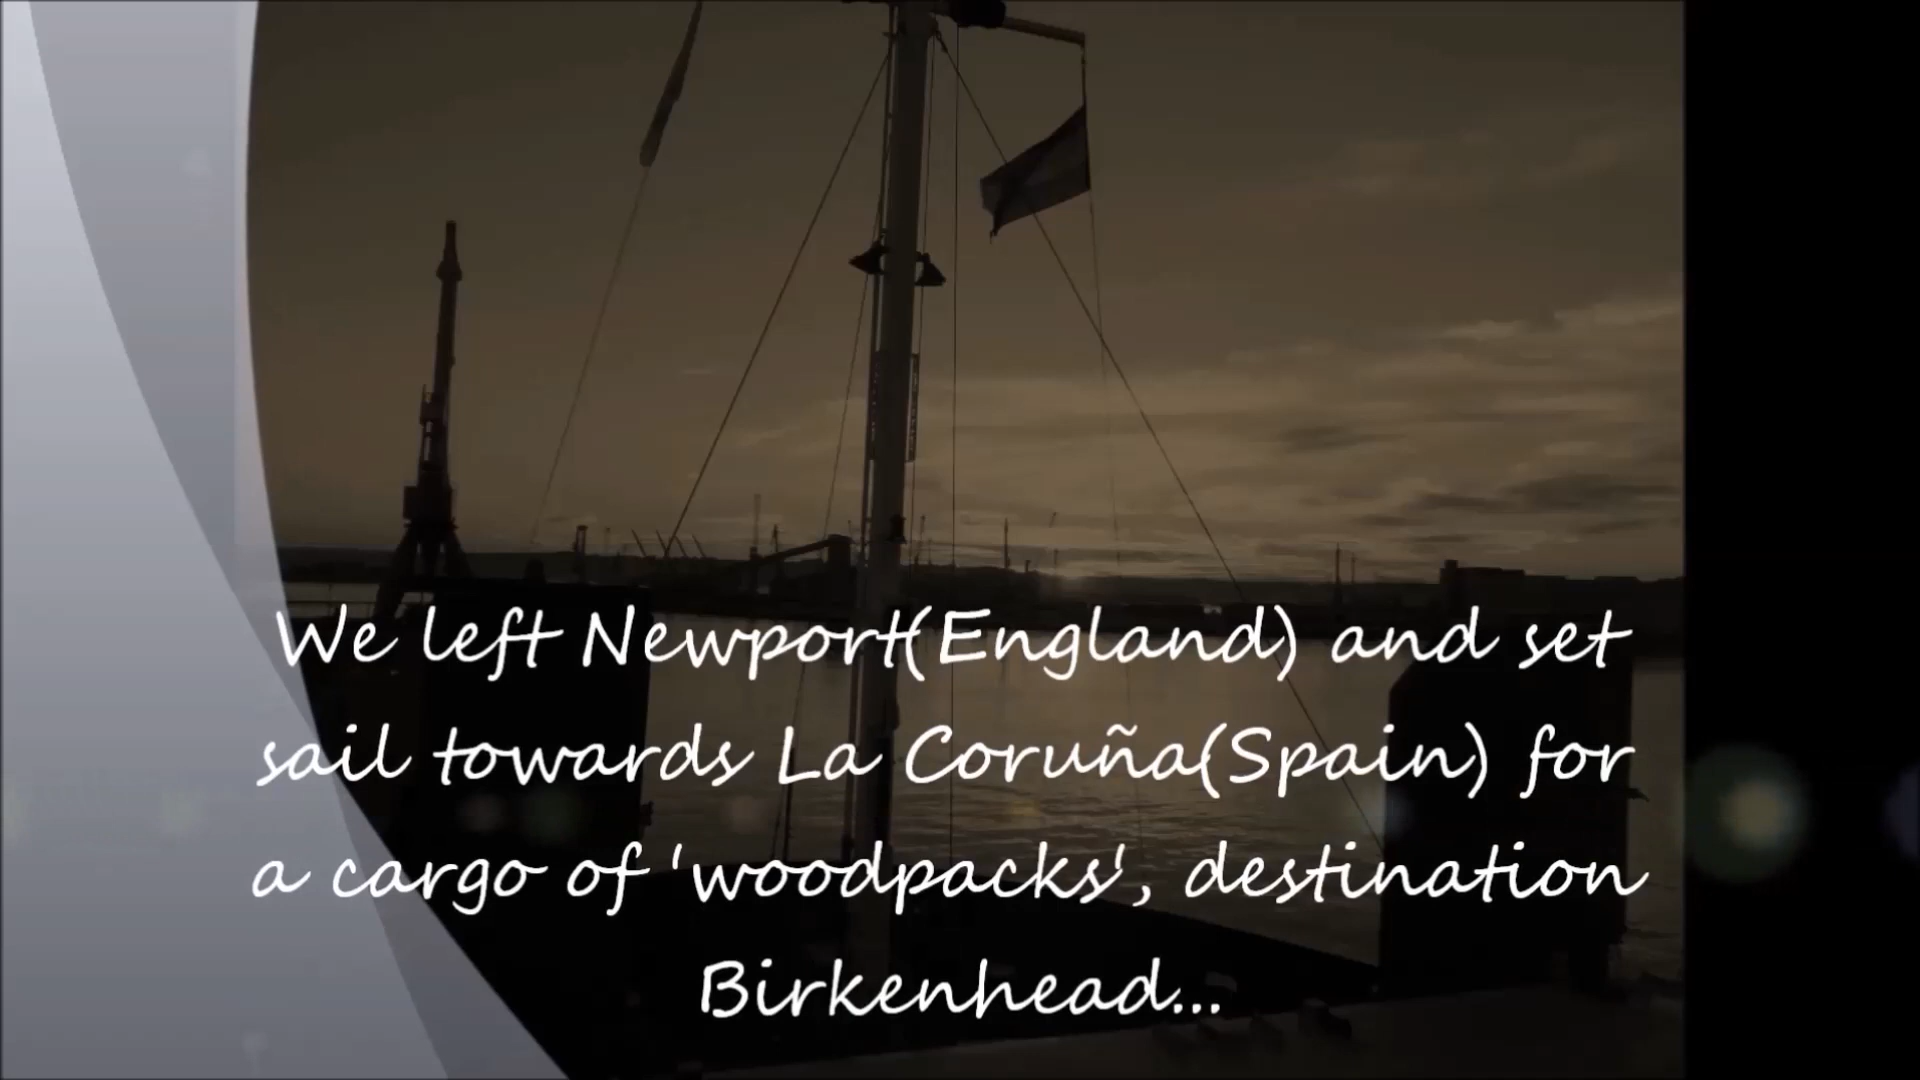 We left Newport(England) and set
sail towards La Coruña(Spain) for
a cargo of 'woodpacks', destination
Birkenhead...